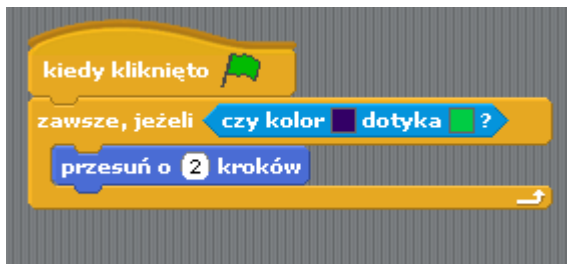 kiedy kliknięto
zawsze, jeżeli czy kolor dotyka ?
przesuń o 2 kroków